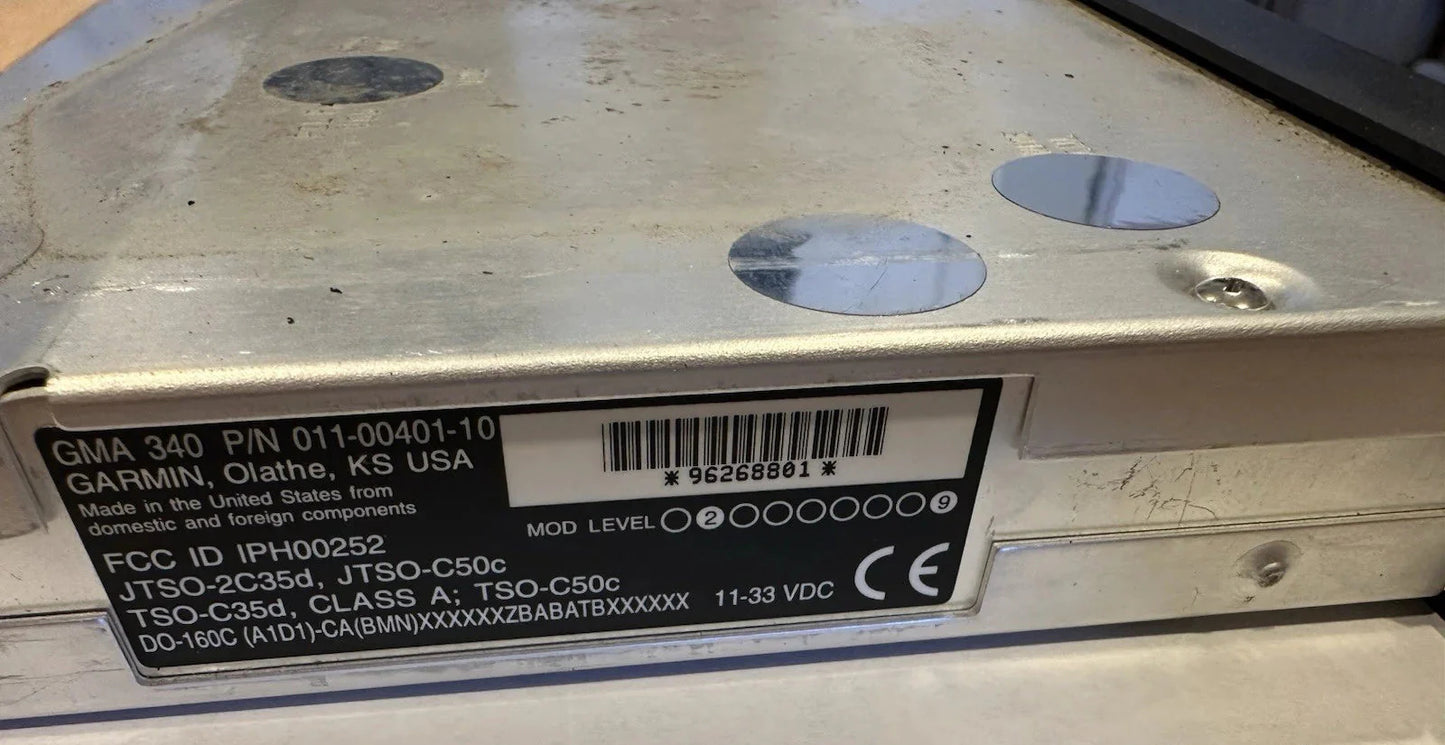 GMA 340 P/N 011-00401-10
GARMIN, Olathe, KS USA
Made in the United States from
domestic and foreign components
*96268801*
MOD LEVEL 2 9
FCC ID IPH00252
JTSO-2C35d, JTSO-C50c
TSO-C35d, CLASS A; TSO-C50c
DO-160C (A1D1)-CA(BMN)XXXXXXZBABATBXXXXXX 11-33 VDC
CE